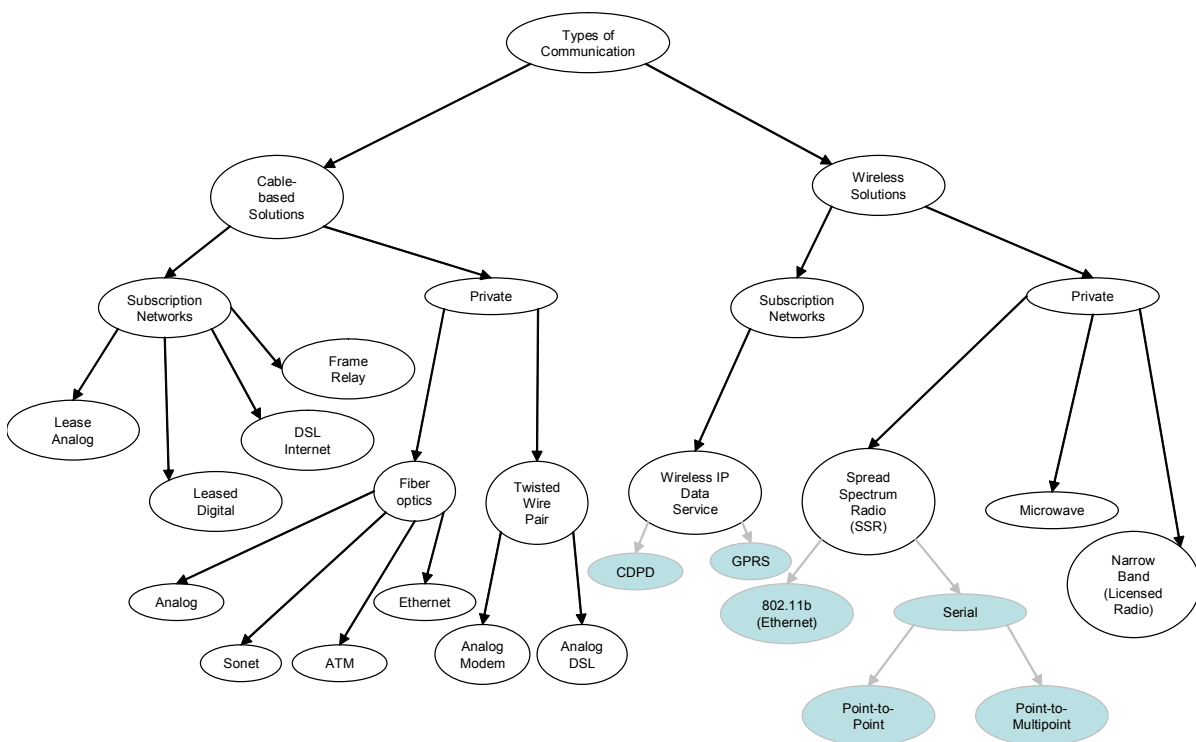 Types of
Communication
Cable-
based
Solutions
Wireless
Solutions
Subscription
Networks
Private
Subscription
Networks
Private
Frame
Relay
Lease
Analog
DSL
Internet
Leased
Digital
Fiber
optics
Twisted
Wire
Pair
Wireless IP
Data
Service
Spread
Spectrum
Radio
(SSR)
Microwave
Narrow
Band
(Licensed
Radio)
CDPD
GPRS
Analog
Ethernet
802.11b
(Ethernet)
Serial
Sonet
ATM
Analog
Modem
Analog
DSL
Point-to-
Point
Point-to-
Multipoint